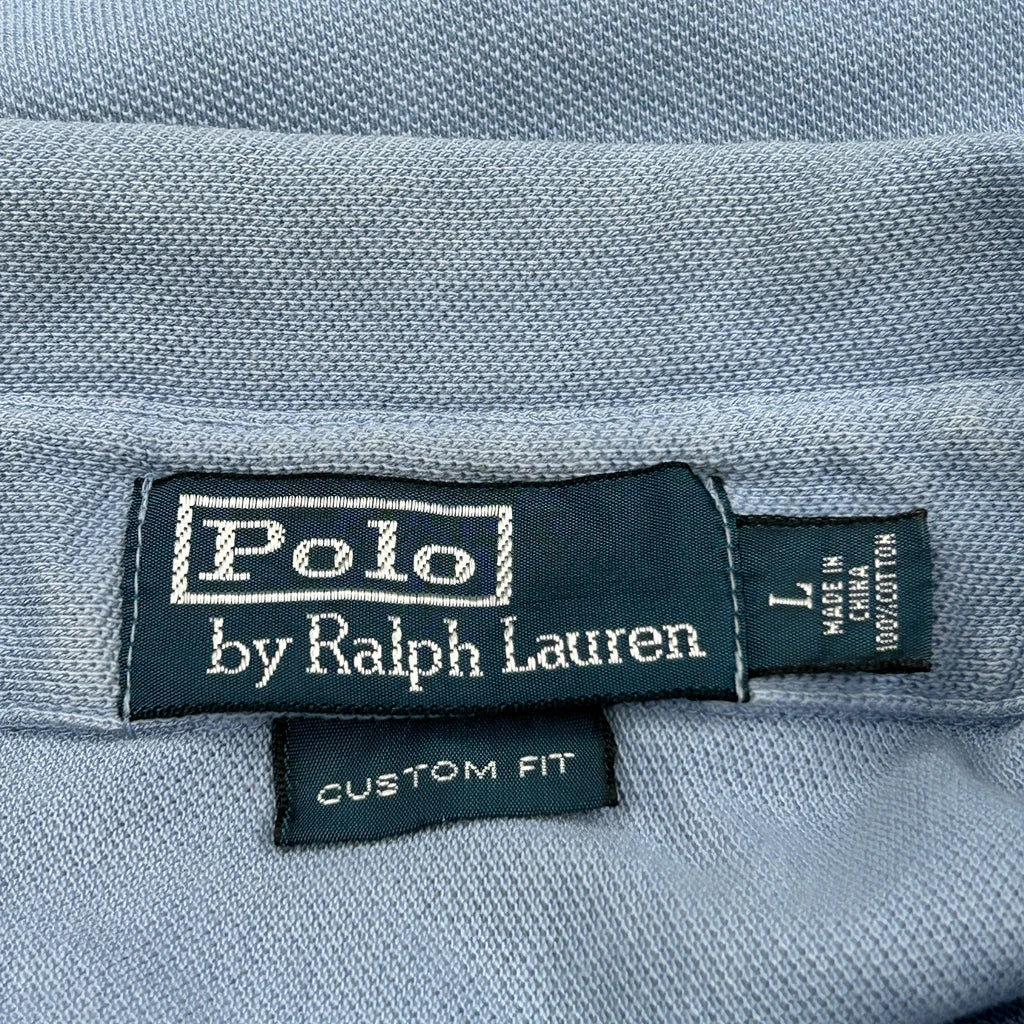 Polo
by Ralph Lauren
L
MADE IN
CHINA
100% COTTON
CUSTOM FIT